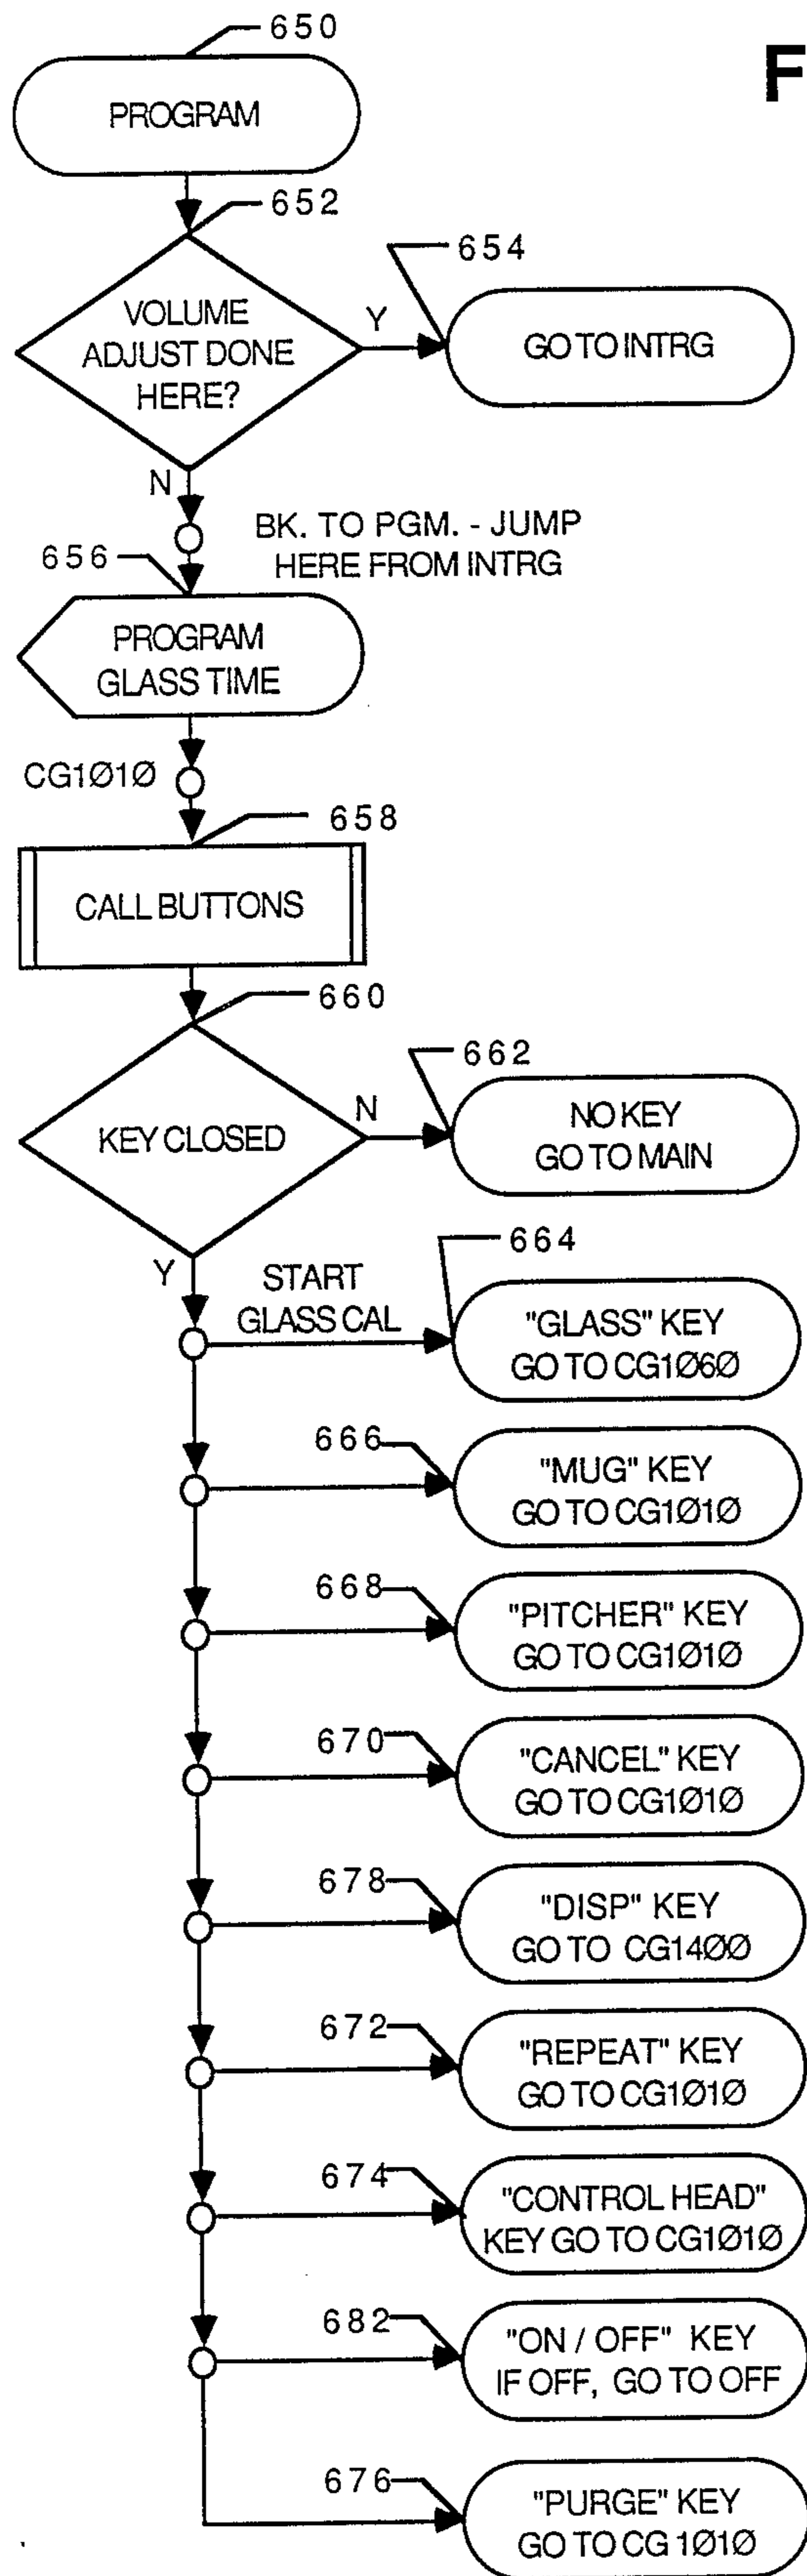 650
F
PROGRAM
652
654
VOLUME
ADJUST DONE
HERE?
Y
GO TO INTRG
N
BK. TO PGM. - JUMP
HERE FROM INTRG
656
PROGRAM
GLASS TIME
CG1Ø1Ø
658
CALL BUTTONS
660
662
KEY CLOSED
N
NO KEY
GO TO MAIN
Y
START
GLASS CAL
664
"GLASS" KEY
GO TO CG1Ø6Ø
666
"MUG" KEY
GO TO CG1Ø1Ø
668
"PITCHER" KEY
GO TO CG1Ø1Ø
670
"CANCEL" KEY
GO TO CG1Ø1Ø
678
"DISP" KEY
GO TO CG14ØØ
672
"REPEAT" KEY
GO TO CG1Ø1Ø
674
"CONTROL HEAD"
KEY GO TO CG1Ø1Ø
682
"ON / OFF" KEY
IF OFF, GO TO OFF
676
"PURGE" KEY
GO TO CG 1Ø1Ø